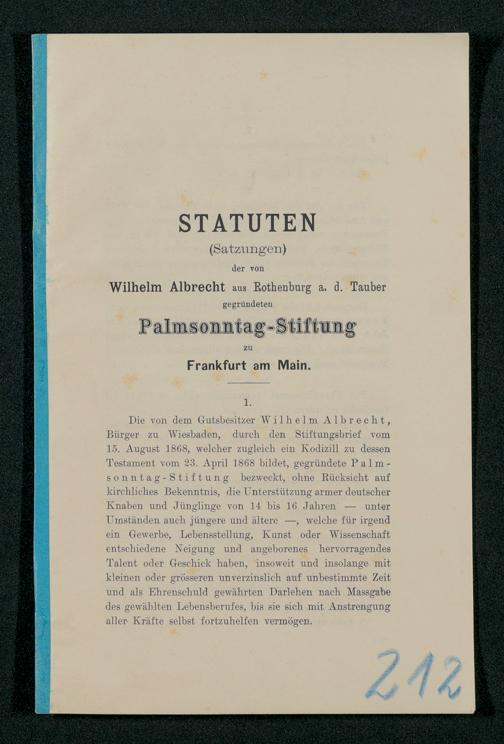 STATUTEN
(Satzungen)
der von
Wilhelm Albrecht aus Rothenburg a. d. Tauber
gegründeten
Palmsonntag-Stiftung
zu
Frankfurt am Main.
1.
Die von dem Gutsbesitzer Wilhelm Albrecht,
Bürger zu Wiesbaden, durch den Stiftungsbrief vom
15. August 1868, welcher zugleich ein Kodizill zu dessen
Testament vom 23. April 1868 bildet, gegründete Palm-
sonntag-Stiftung bezweckt, ohne Rücksicht auf
kirchliches Bekenntnis, die Unterstützung armer deutscher
Knaben und Jünglinge von 14 bis 16 Jahren — unter
Umständen auch jüngere und ältere —, welche für irgend
ein Gewerbe, Lebensstellung, Kunst oder Wissenschaft
entschiedene Neigung und angeborenes hervorragendes
Talent oder Geschick haben, insoweit und insolange mit
kleinen oder grösseren unverzinslich auf unbestimmte Zeit
und als Ehrenschuld gewährten Darlehen nach Massgabe
des gewählten Lebensberufes, bis sie sich mit Anstrengung
aller Kräfte selbst fortzuhelfen vermögen.
212